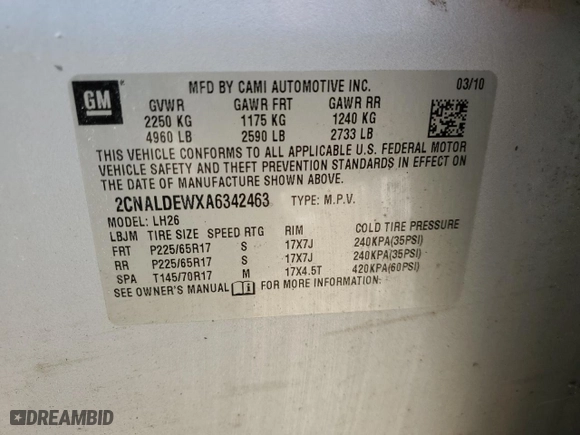 GM
MFD BY CAMI AUTOMOTIVE INC. 03/10
GVWR GAWR FRT GAWR RR
2250 KG 1175 KG 1240 KG
4960 LB 2590 LB 2733 LB
THIS VEHICLE CONFORMS TO ALL APPLICABLE U.S. FEDERAL MOTOR
VEHICLE SAFETY AND THEFT PREVENTION STANDARDS IN EFFECT ON
THE DATE OF MANUFACTURE SHOWN ABOVE.
2CNALDEWXA6342463 TYPE: M.P.V.
MODEL: LH26
LBJM TIRE SIZE SPEED RTG RIM COLD TIRE PRESSURE
FRT P225/65R17 S 17X7J 240KPA(35PSI)
RR P225/65R17 S 17X7J 240KPA(35PSI)
SPA T145/70R17 M 17X4.5T 420KPA(60PSI)
SEE OWNER'S MANUAL FOR MORE INFORMATION.
DREAMBID